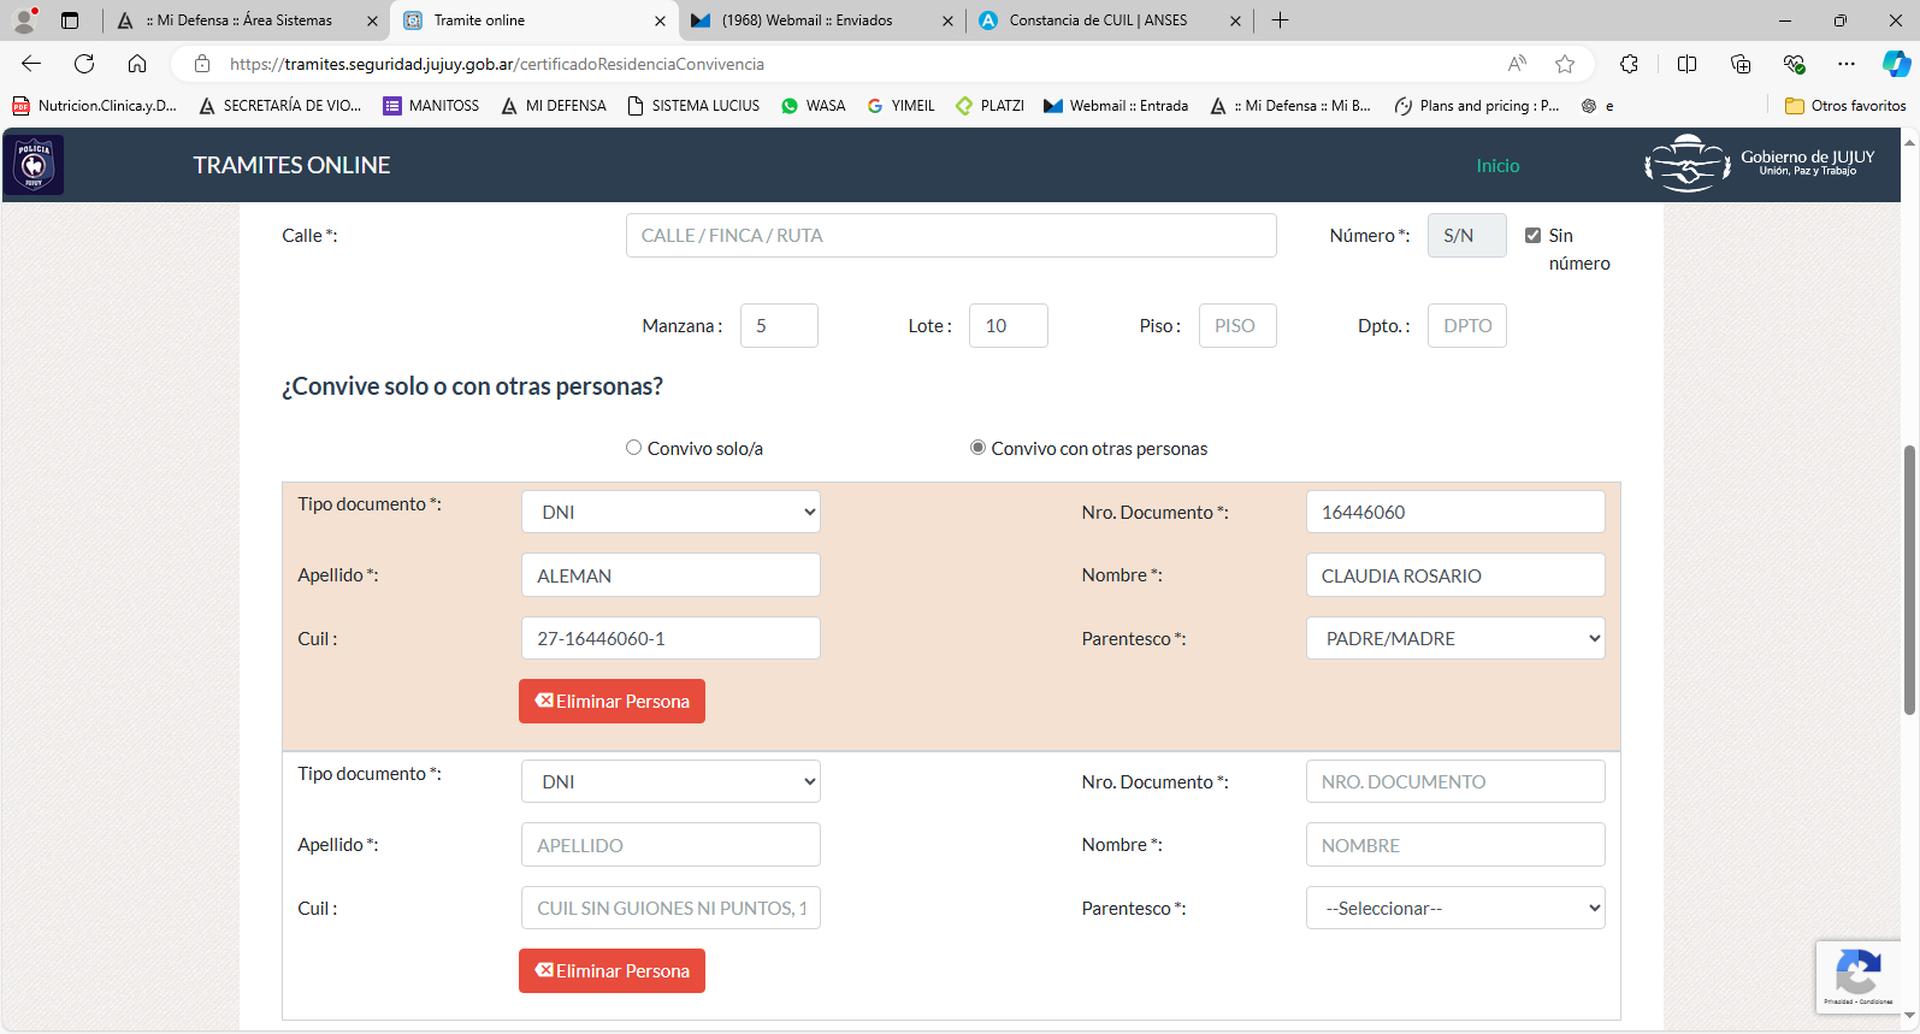 :: Mi Defensa :: Área Sistemas
Tramite online
(1968) Webmail :: Enviados
Constancia de CUIL | ANSES
https://tramites.seguridad.jujuy.gob.ar/certificadoResidenciaConvivencia
Nutricion.Clinica.y.D...
SECRETARÍA DE VIO...
MANITOSS
MI DEFENSA
SISTEMA LUCIUS
WASA
YIMEIL
PLATZI
Webmail :: Entrada
:: Mi Defensa :: Mi B...
Plans and pricing : P...
e
Otros favoritos
POLICIA
JUJUY
TRAMITES ONLINE
Inicio
Gobierno de JUJUY
Unión, Paz y Trabajo
Calle *:
CALLE / FINCA / RUTA
Número *:
S/N
Sin
número
Manzana :
5
Lote :
10
Piso :
PISO
Dpto. :
DPTO
¿Convive solo o con otras personas?
Convivo solo/a
Convivo con otras personas
Tipo documento *:
DNI
Nro. Documento *:
16446060
Apellido *:
ALEMAN
Nombre *:
CLAUDIA ROSARIO
Cuil :
27-16446060-1
Parentesco *:
PADRE/MADRE
Eliminar Persona
Tipo documento *:
DNI
Nro. Documento *:
NRO. DOCUMENTO
Apellido *:
APELLIDO
Nombre *:
NOMBRE
Cuil :
CUIL SIN GUIONES NI PUNTOS, 1
Parentesco *:
--Seleccionar--
Eliminar Persona
Privacidad - Condiciones